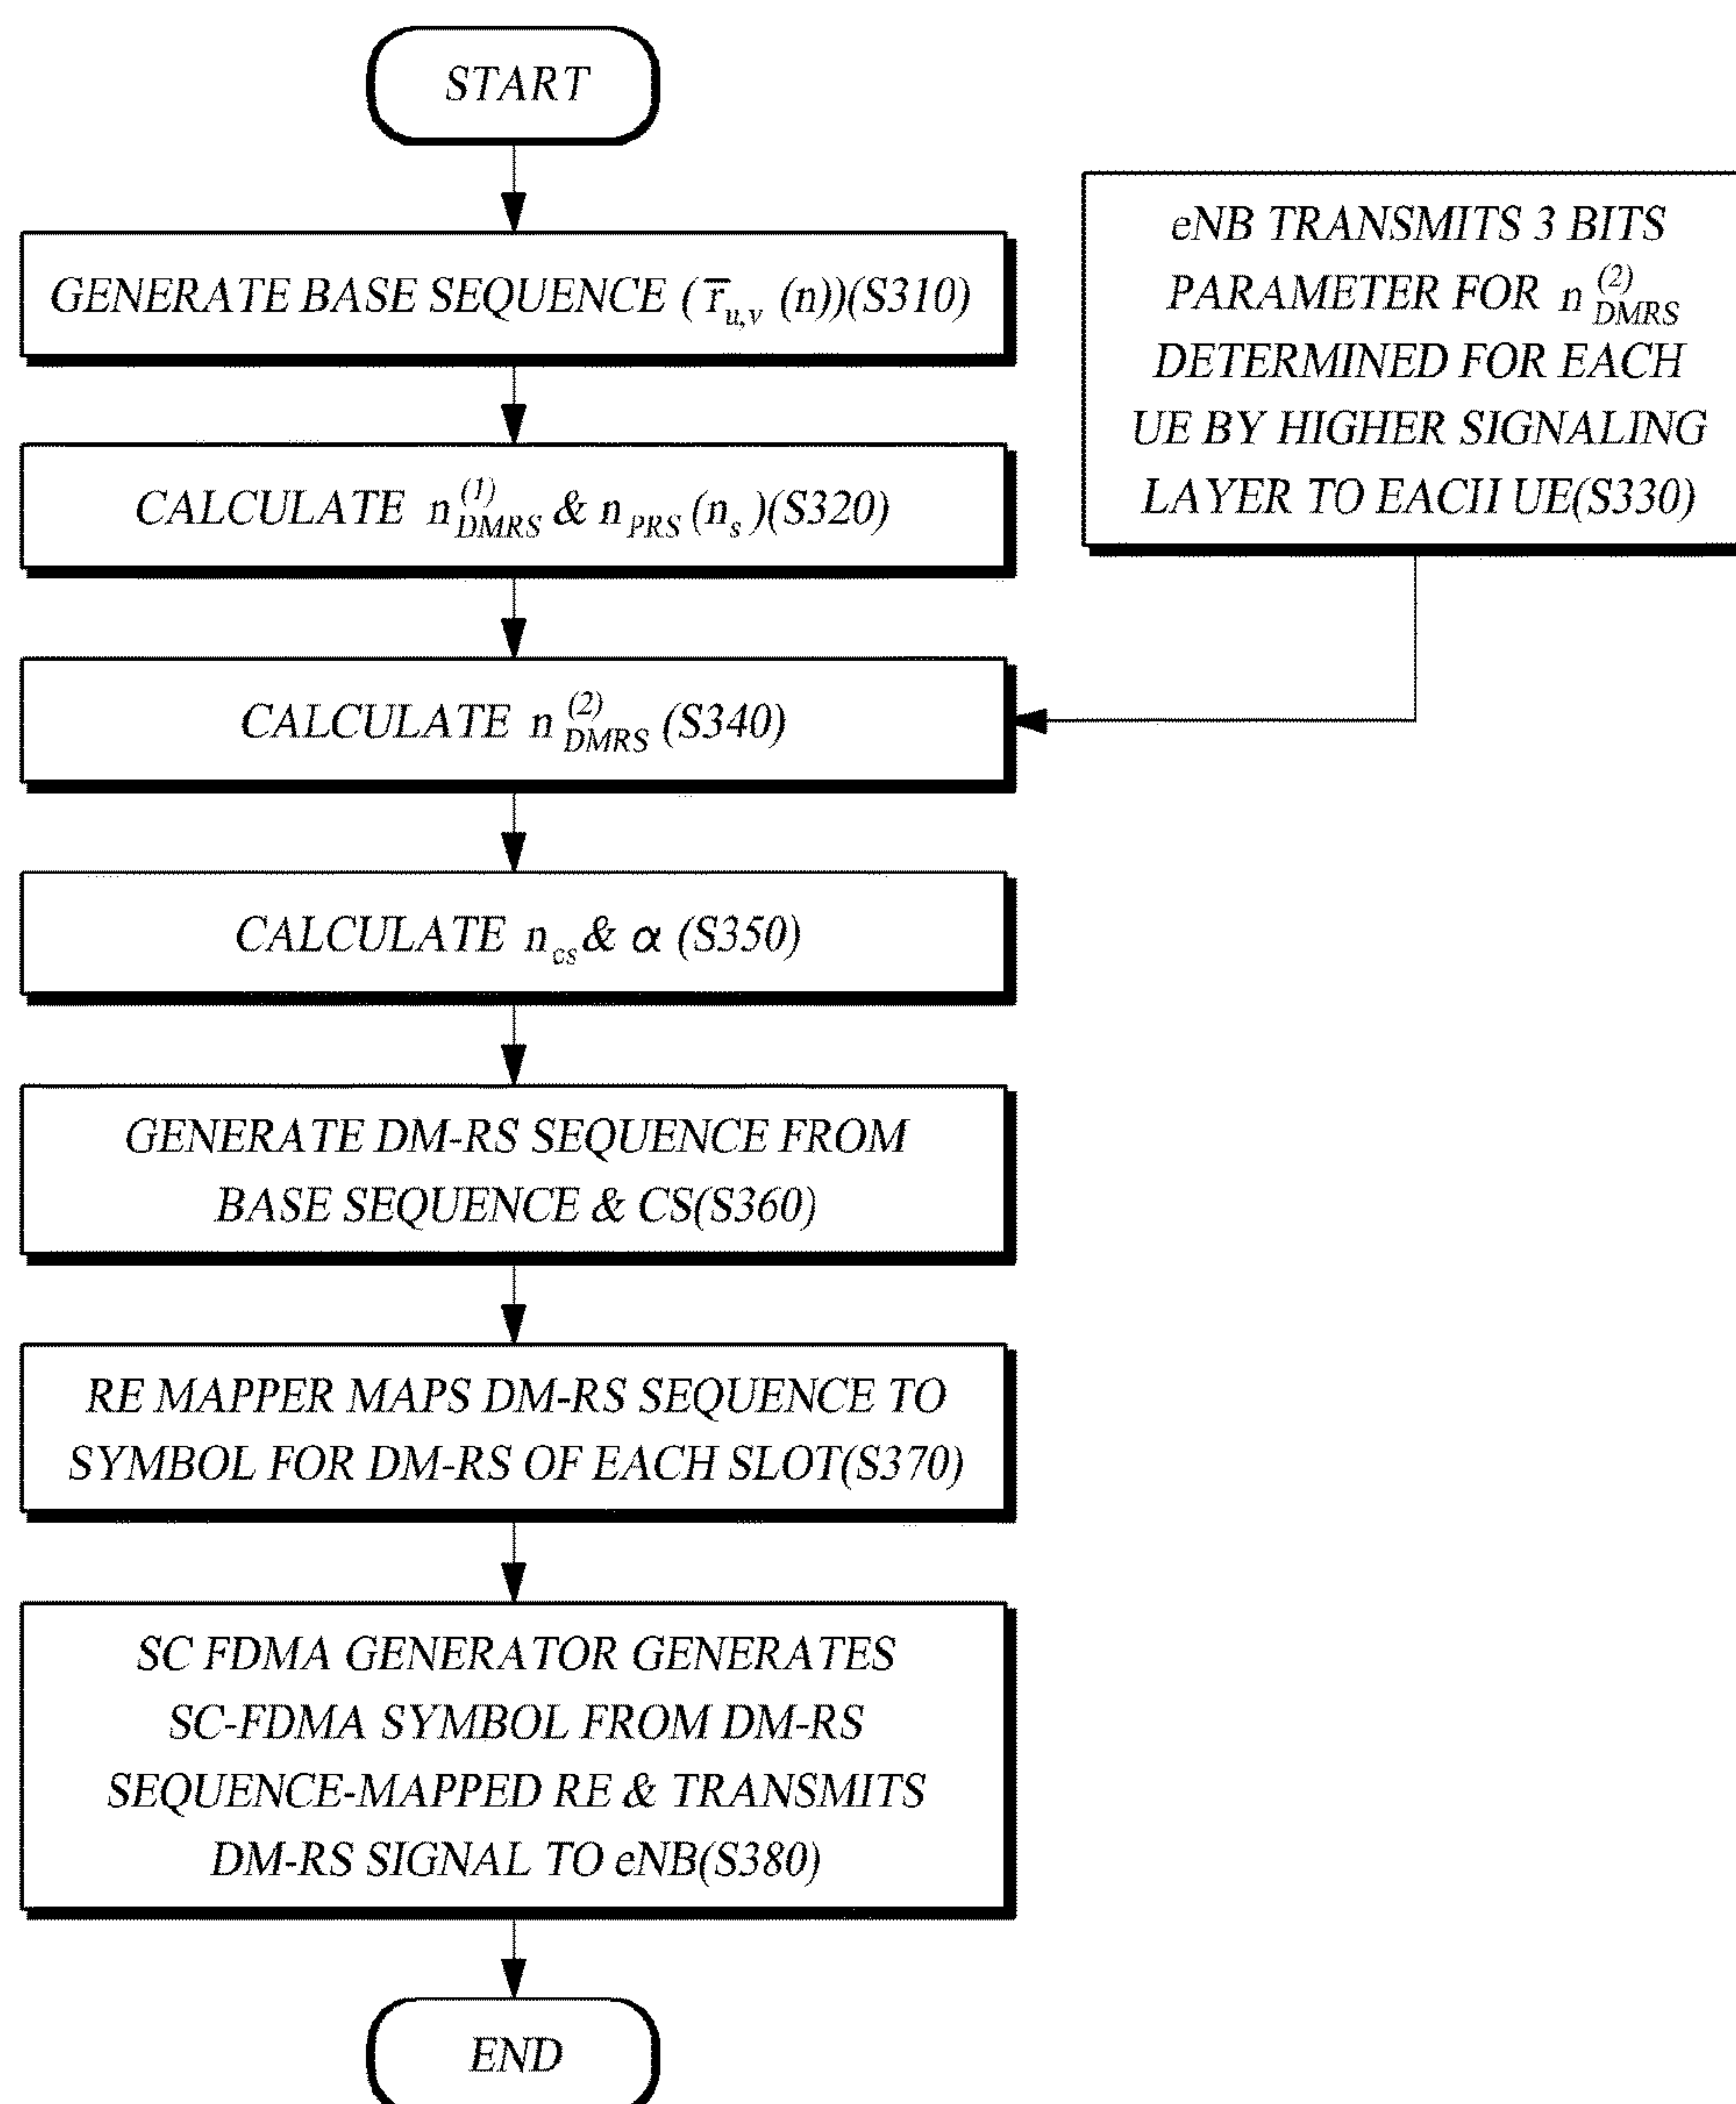 START
GENERATE BASE SEQUENCE (r̅u,v (n))(S310)
CALCULATE n(1)DMRS & nPRS (ns)(S320)
eNB TRANSMITS 3 BITS
PARAMETER FOR n(2)DMRS
DETERMINED FOR EACH
UE BY HIGHER SIGNALING
LAYER TO EACH UE(S330)
CALCULATE n(2)DMRS (S340)
CALCULATE ncs & α (S350)
GENERATE DM-RS SEQUENCE FROM
BASE SEQUENCE & CS(S360)
RE MAPPER MAPS DM-RS SEQUENCE TO
SYMBOL FOR DM-RS OF EACH SLOT(S370)
SC FDMA GENERATOR GENERATES
SC-FDMA SYMBOL FROM DM-RS
SEQUENCE-MAPPED RE & TRANSMITS
DM-RS SIGNAL TO eNB(S380)
END